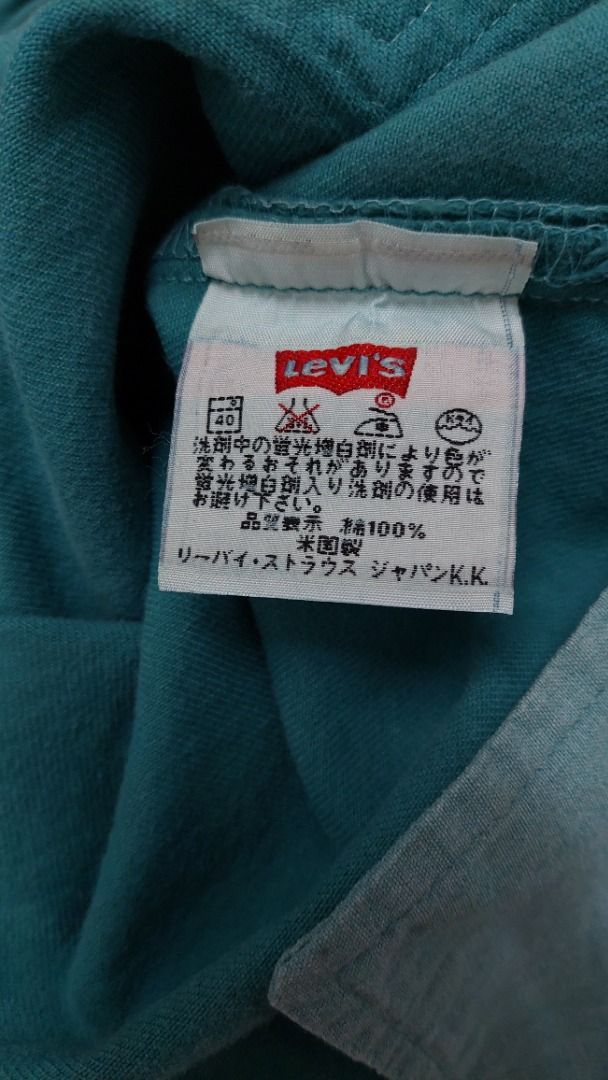 Levi's
®
40
洗剤中の蛍光増白剤により色が
変わるおそれがありますので
蛍光増白剤入り洗剤の使用は
お避け下さい。
品質表示 綿100%
米国製
リーバイ・ストラウス ジャパンK.K.